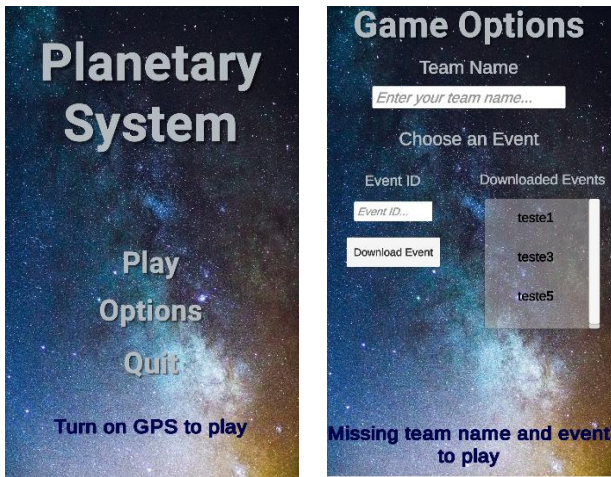 Planetary
System
Play
Options
Quit
Turn on GPS to play
Game Options
Team Name
Enter your team name...
Choose an Event
Event ID
Downloaded Events
Event ID...
Download Event
teste1
teste3
teste5
Missing team name and event
to play